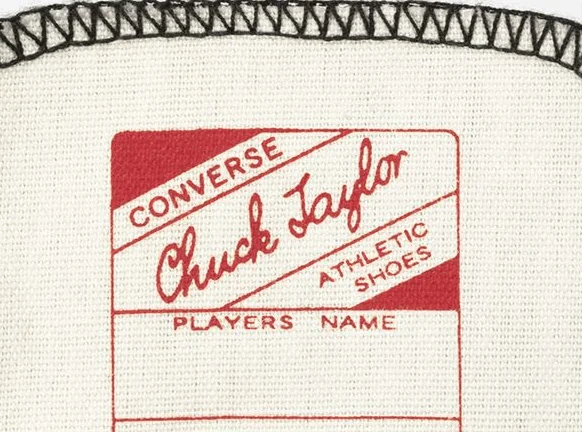 CONVERSE
Chuck Taylor
ATHLETIC
SHOES
PLAYERS NAME